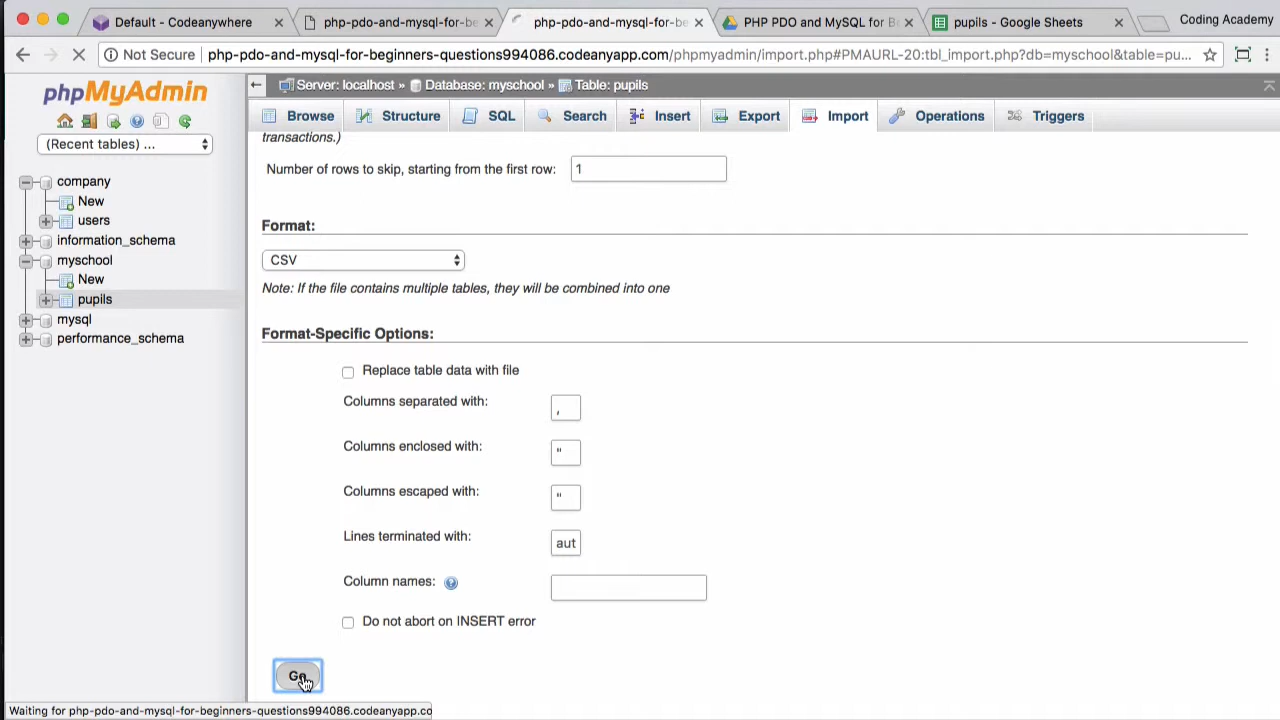 Default - Codeanywhere
php-pdo-and-mysql-for-be
php-pdo-and-mysql-for-be
PHP PDO and MySQL for B
pupils - Google Sheets
Coding Academy
Not Secure
php-pdo-and-mysql-for-beginners-questions994086.codeanyapp.com/phpmyadmin/import.php#PMAURL-20:tbl_import.php?db=myschool&table=pu...
phpMyAdmin
(Recent tables) ...
company
New
users
information_schema
myschool
New
pupils
mysql
performance_schema
Server: localhost » Database: myschool » Table: pupils
Browse Structure SQL Search Insert Export Import Operations Triggers
transactions.)
Number of rows to skip, starting from the first row: 1
Format:
CSV
Note: If the file contains multiple tables, they will be combined into one
Format-Specific Options:
Replace table data with file
Columns separated with: ,
Columns enclosed with: "
Columns escaped with: "
Lines terminated with: aut
Column names:
Do not abort on INSERT error
Go
Waiting for php-pdo-and-mysql-for-beginners-questions994086.codeanyapp.co